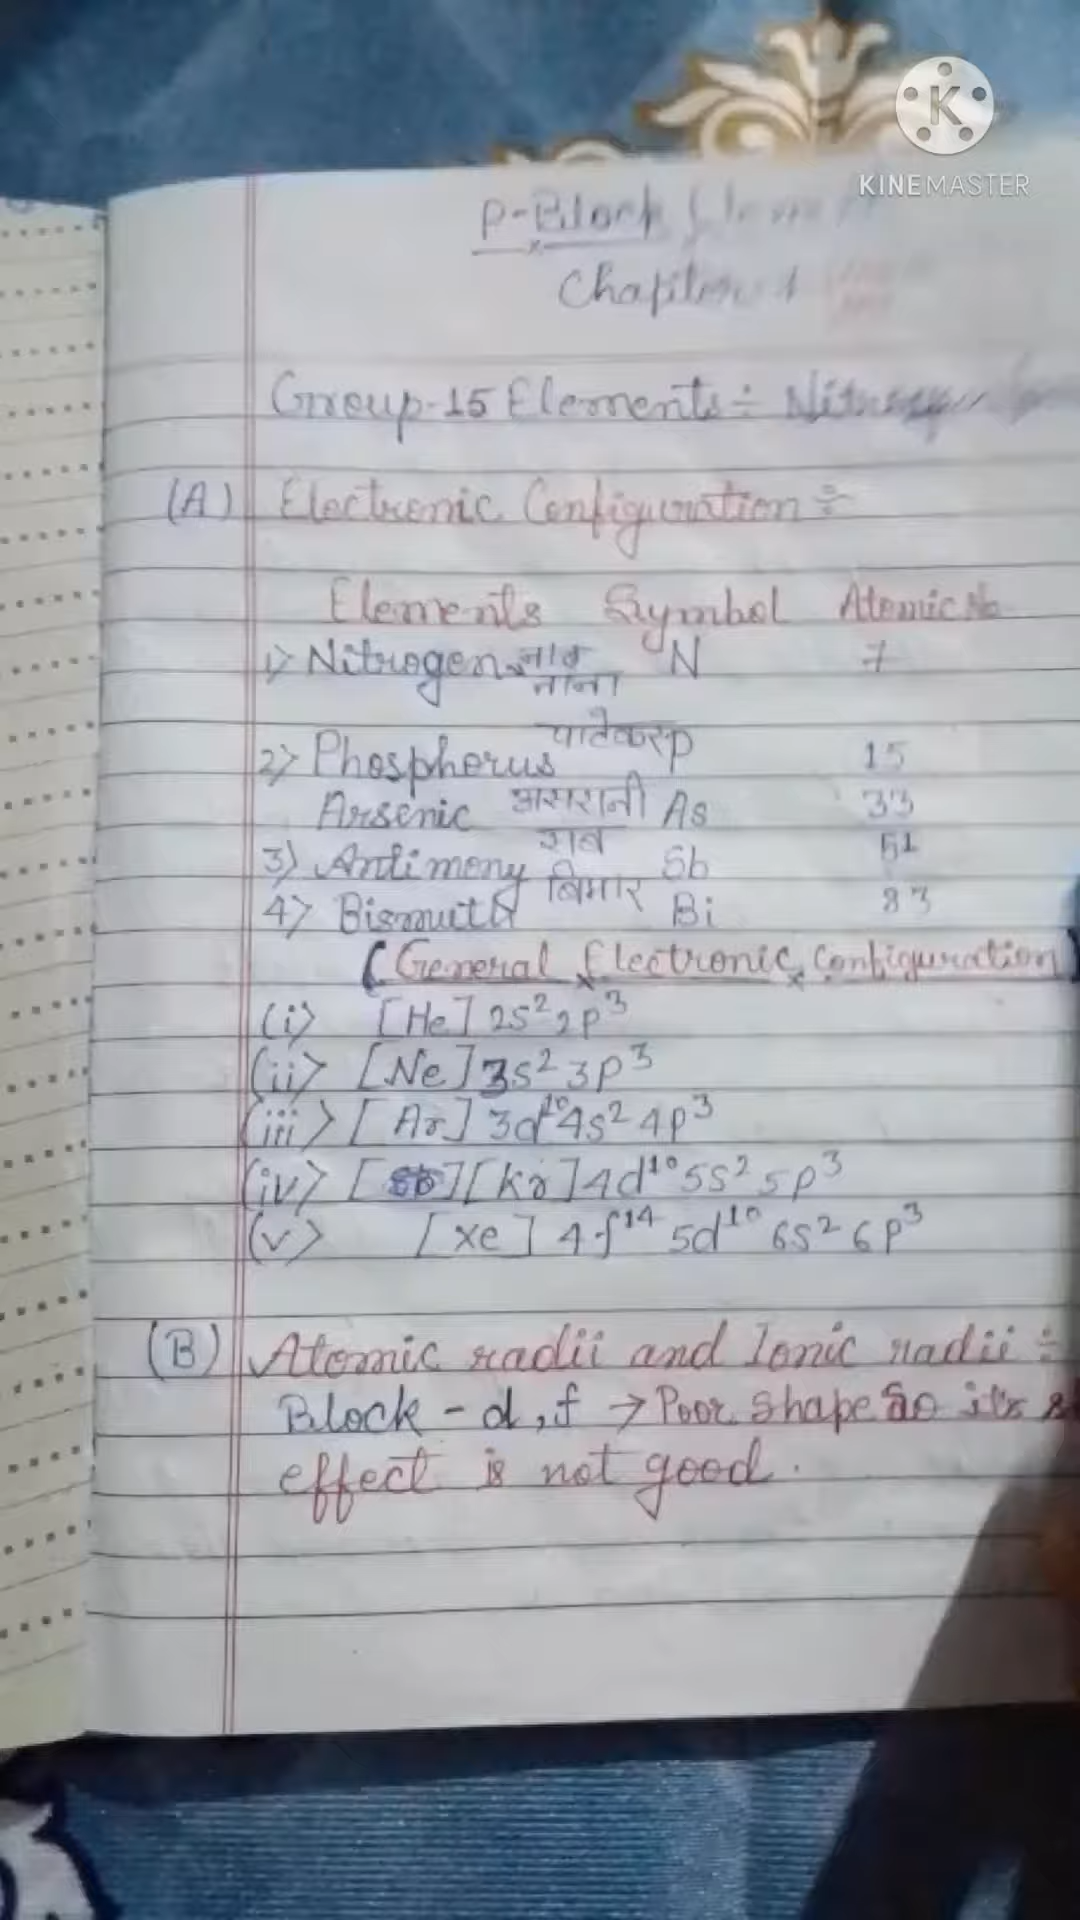 KINEMASTER
P-Block
Chapter
Group-15 Elements÷
(A) Electronic Configuration÷
Elements Symbol Atomic No
1> Nitrogen N 7
नाना
पाटेकर
2> Phosphorus P 15
Arsenic असरानी As 33
सब
3) Antimony Sb 51
4> Bismuth बिमार Bi 83
(General Electronic Configuration)
(i) [He] 2s² 2p³
(ii) [Ne] 3s² 3p³
(iii) [Ar] 3d¹⁰ 4s² 4p³
(iv) [Sb] [Kr] 4d¹⁰ 5s² 5p³
(v) [xe] 4f¹⁴ 5d¹⁰ 6s² 6p³
(B) Atomic radii and Ionic radii÷
Block - d, f → Poor shape so its
effect is not good.